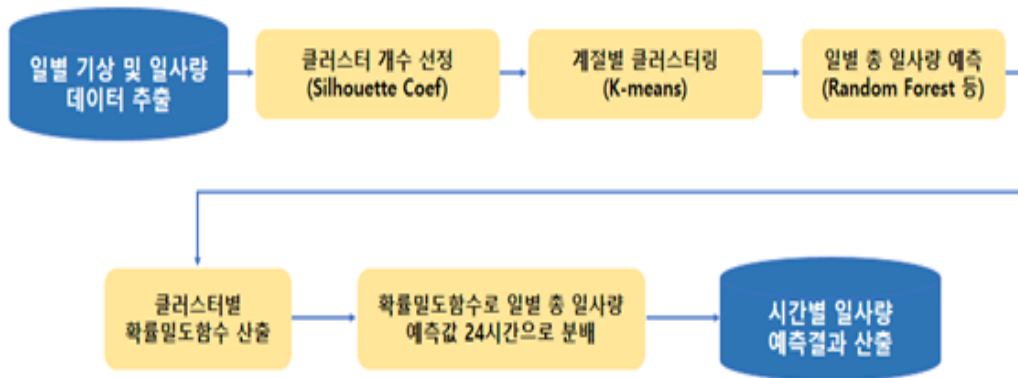 일별 기상 및 일사량
데이터 추출
클러스터 개수 선정
(Silhouette Coef)
계절별 클러스터링
(K-means)
일별 총 일사량 예측
(Random Forest 등)
클러스터별
확률밀도함수 산출
확률밀도함수로 일별 총 일사량
예측값 24시간으로 분배
시간별 일사량
예측결과 산출